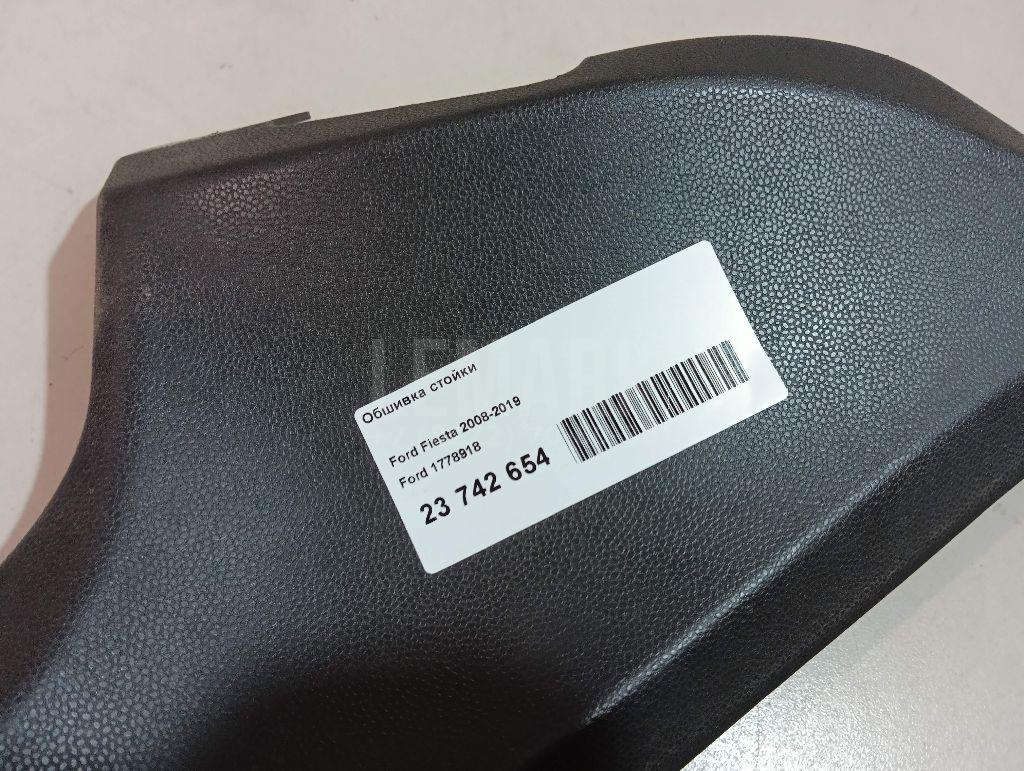 Обшивка стойки
Ford Fiesta 2008-2019
Ford 1778918
23 742 654